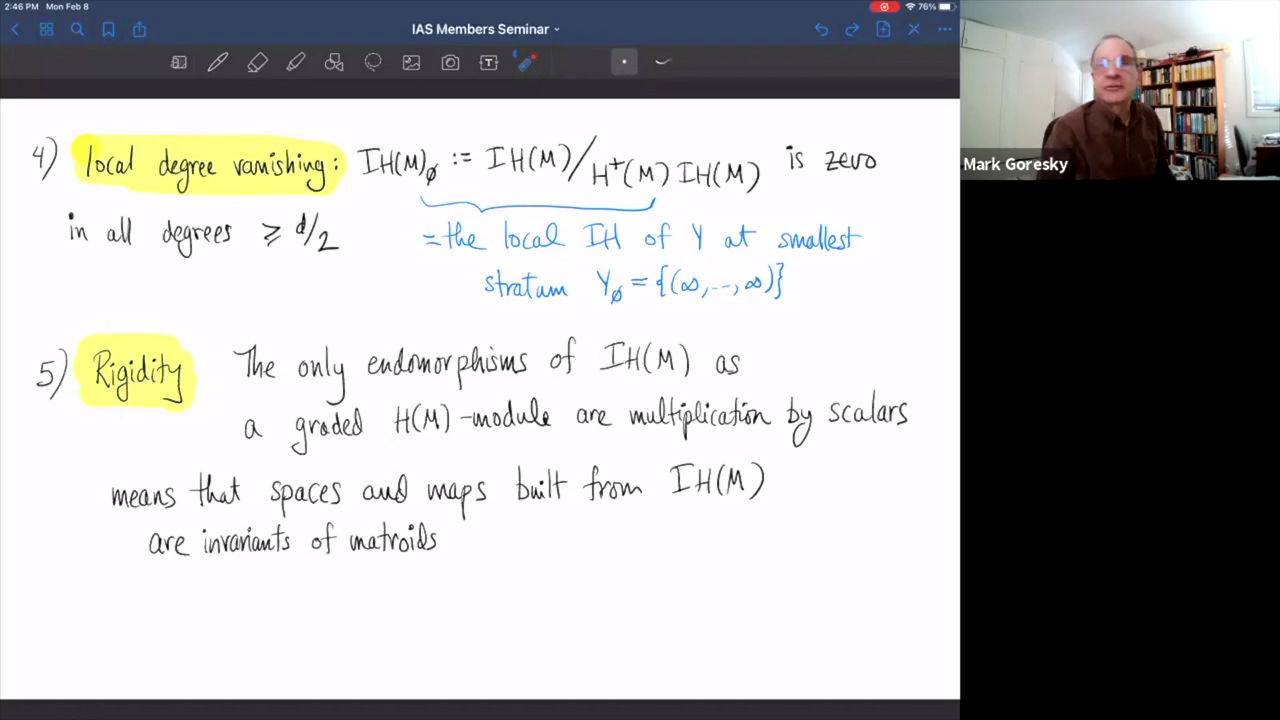 2:46 PM Mon Feb 8
76%
IAS Members Seminar
4) local degree vanishing: IH(M)_∅ := IH(M)/H⁺(M) IH(M) is zero
in all degrees ≥ d/2
= the local IH of Y at smallest
stratum Y_∅ = {(∞,..,∞)}
5) Rigidity The only endomorphisms of IH(M) as
a graded H(M)-module are multiplication by scalars
means that spaces and maps built from IH(M)
are invariants of matroids
Mark Goresky